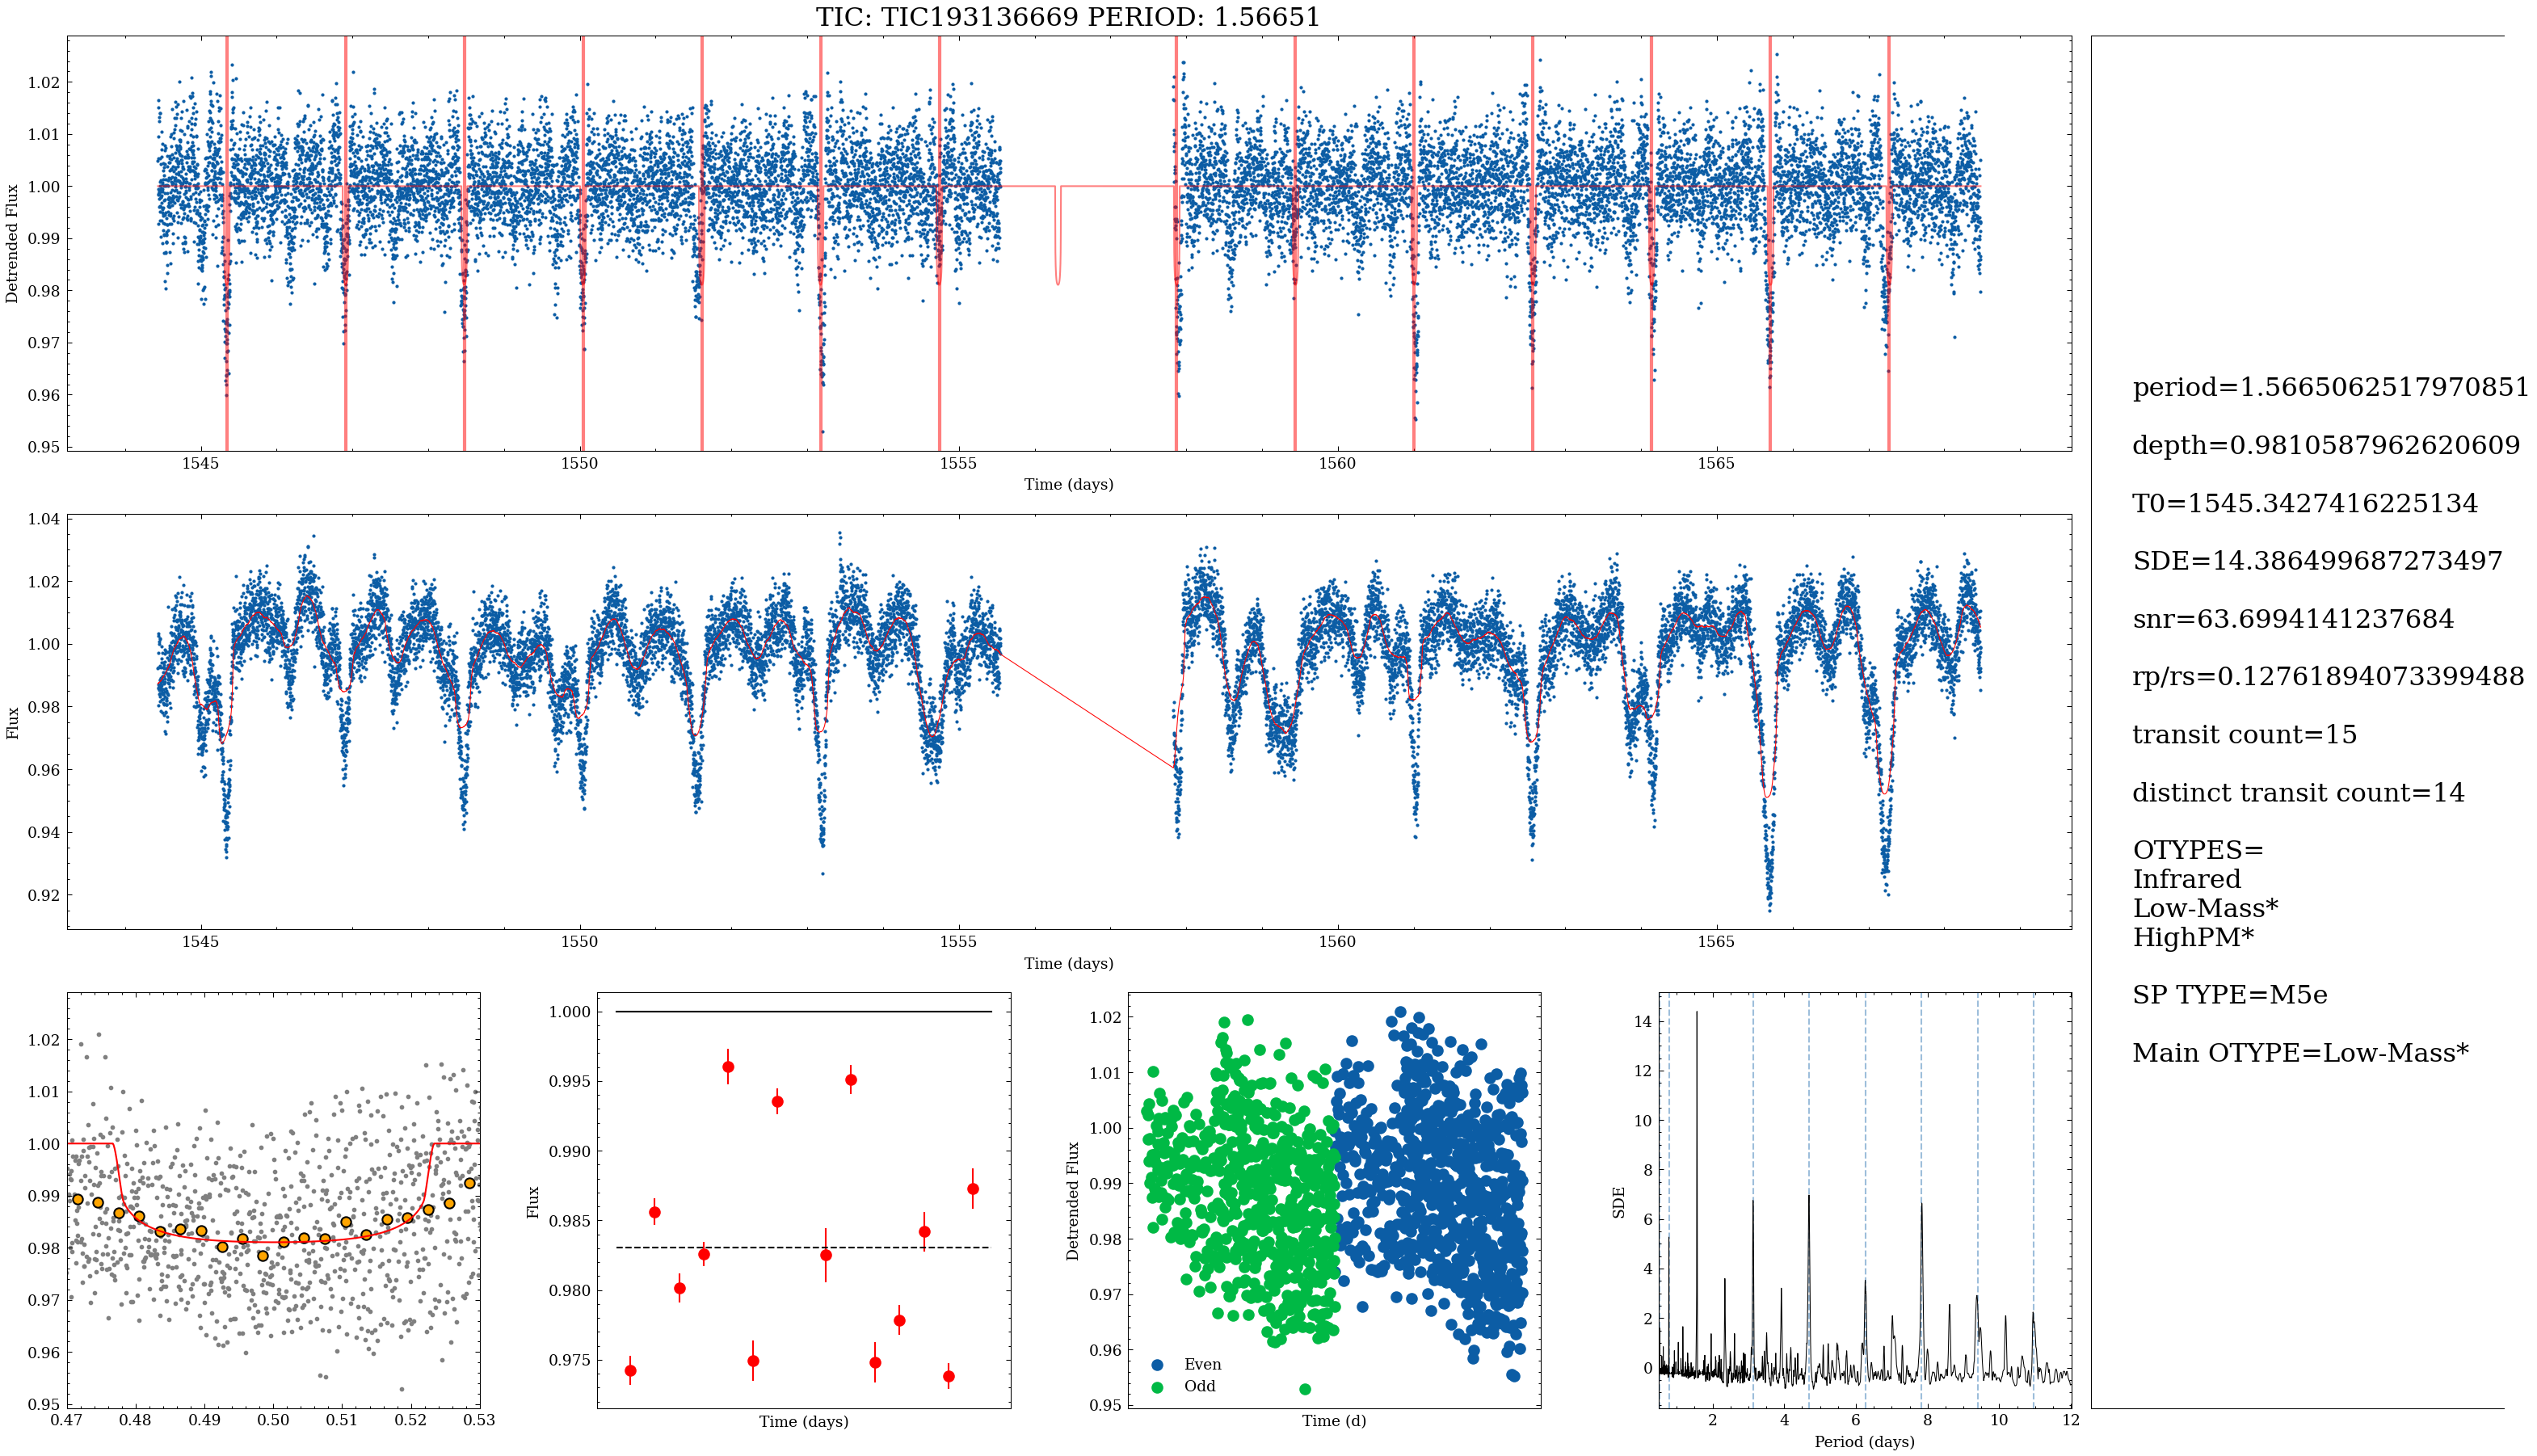 TIC: TIC193136669 PERIOD: 1.56651
1.02
1.01
1.00
0.99
0.98
0.97
0.96
0.95
Detrended Flux
1545
1550
1555
1560
1565
Time (days)
1.04
1.02
1.00
0.98
0.96
0.94
0.92
Flux
1545
1550
1555
1560
1565
Time (days)
1.02
1.01
1.00
0.99
0.98
0.97
0.96
0.95
0.47
0.48
0.49
0.50
0.51
0.52
0.53
1.000
0.995
0.990
0.985
0.980
0.975
Flux
Time (days)
1.02
1.01
1.00
0.99
0.98
0.97
0.96
0.95
Detrended Flux
Even
Odd
Time (d)
14
12
10
8
6
4
2
0
SDE
2
4
6
8
10
12
Period (days)
period=1.5665062517970851
depth=0.9810587962620609
T0=1545.3427416225134
SDE=14.386499687273497
snr=63.6994141237684
rp/rs=0.12761894073399488
transit count=15
distinct transit count=14
OTYPES=
Infrared
Low-Mass*
HighPM*
SP TYPE=M5e
Main OTYPE=Low-Mass*